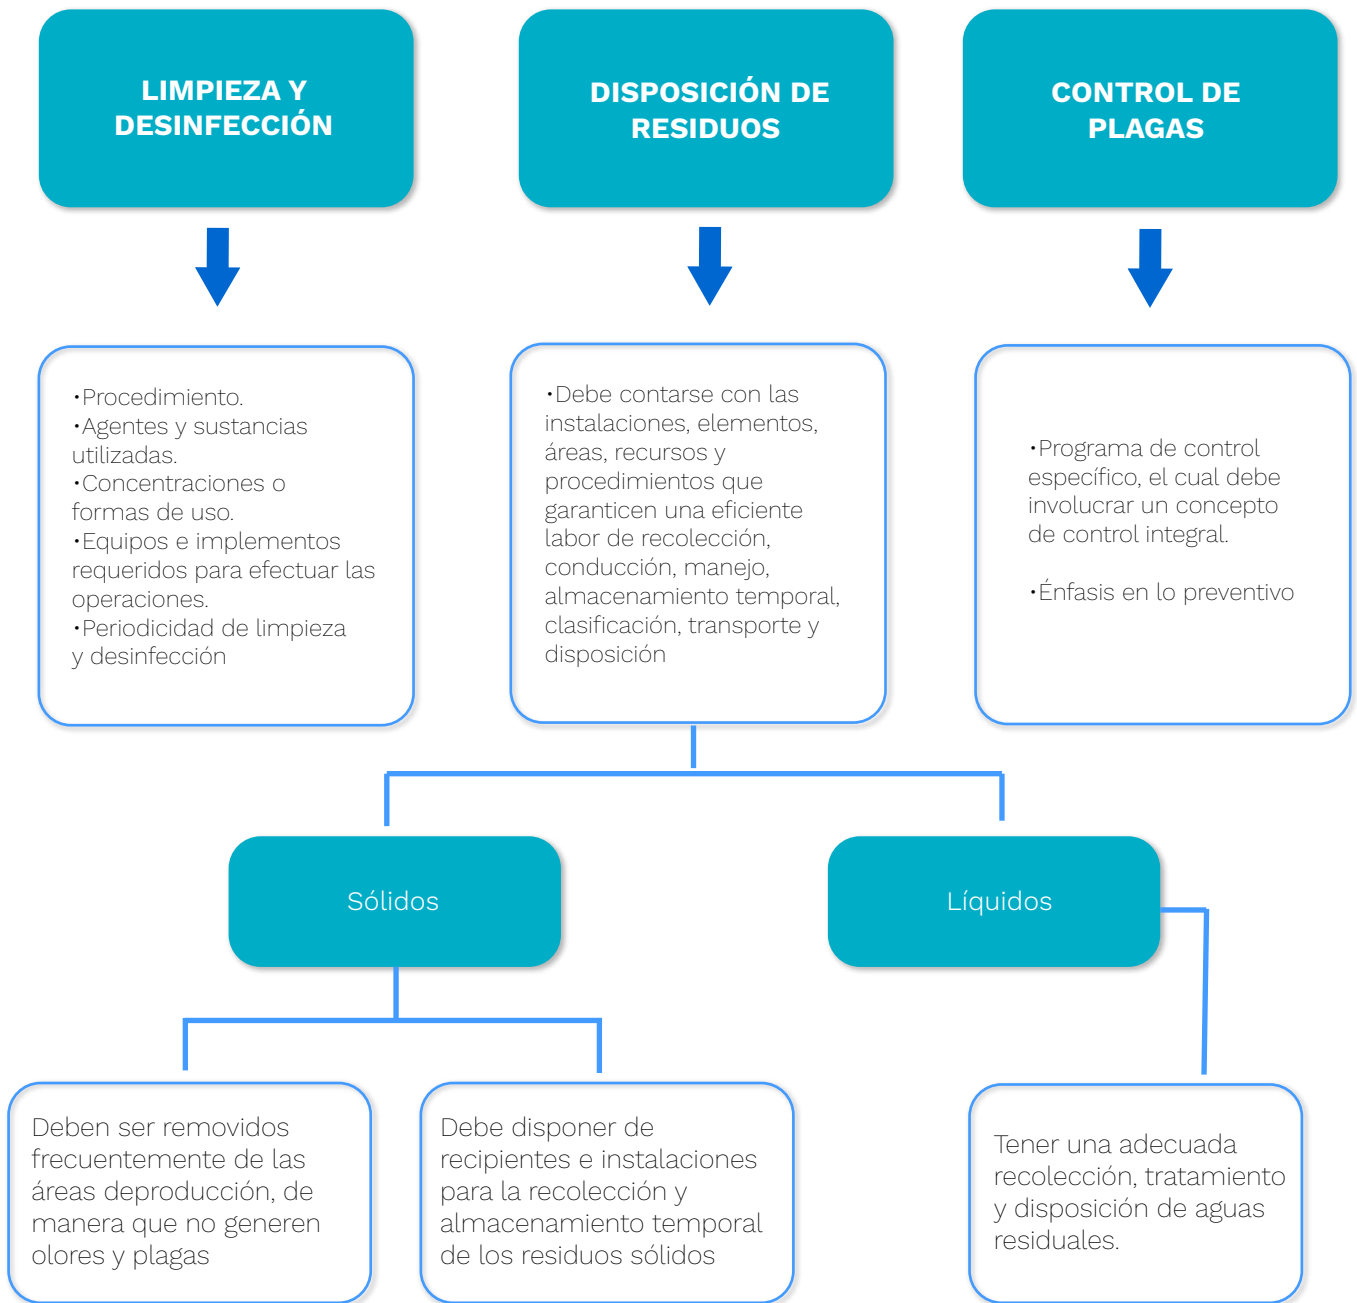 LIMPIEZA Y
DESINFECCIÓN
DISPOSICIÓN DE
RESIDUOS
CONTROL DE
PLAGAS
•Procedimiento.
•Agentes y sustancias
utilizadas.
•Concentraciones o
formas de uso.
•Equipos e implementos
requeridos para efectuar las
operaciones.
•Periodicidad de limpieza
y desinfección
•Debe contarse con las
instalaciones, elementos,
áreas, recursos y
procedimientos que
garanticen una eficiente
labor de recolección,
conducción, manejo,
almacenamiento temporal,
clasificación, transporte y
disposición
•Programa de control
específico, el cual debe
involucrar un concepto
de control integral.
•Énfasis en lo preventivo
Sólidos
Líquidos
Deben ser removidos
frecuentemente de las
áreas deproducción, de
manera que no generen
olores y plagas
Debe disponer de
recipientes e instalaciones
para la recolección y
almacenamiento temporal
de los residuos sólidos
Tener una adecuada
recolección, tratamiento
y disposición de aguas
residuales.